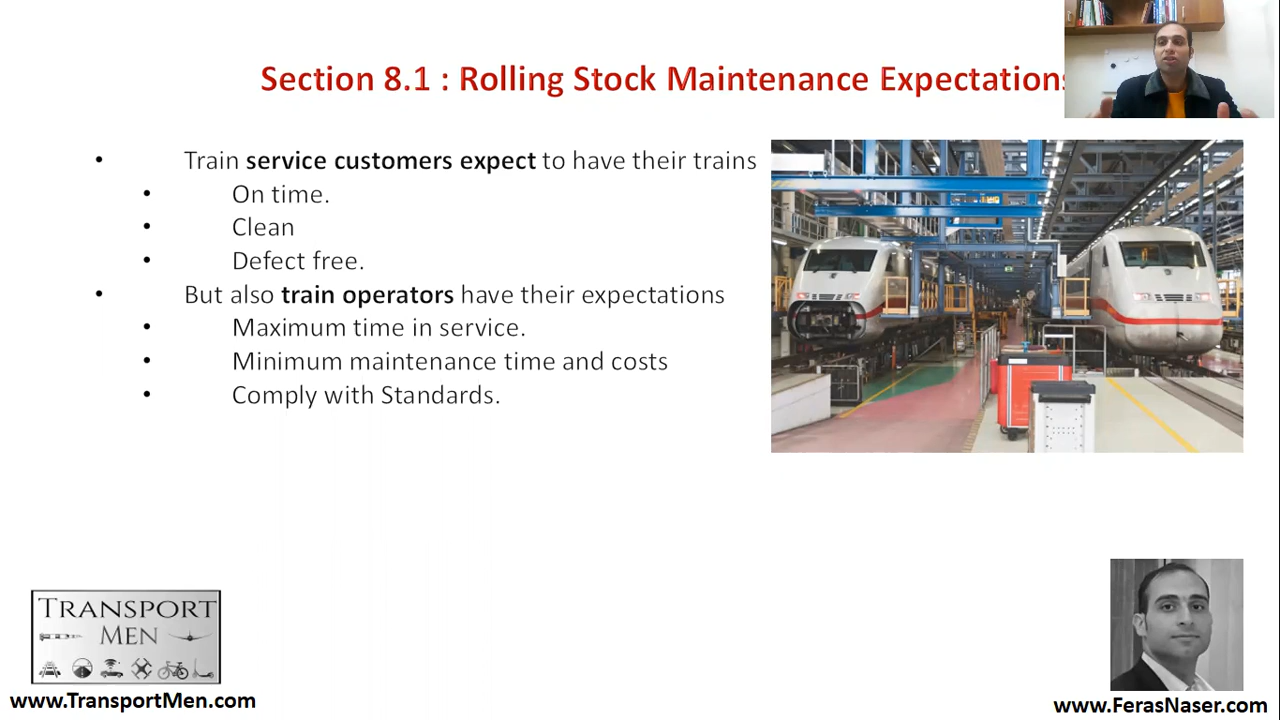 Section 8.1 : Rolling Stock Maintenance Expectations
• Train service customers expect to have their trains
• On time.
• Clean
• Defect free.
• But also train operators have their expectations
• Maximum time in service.
• Minimum maintenance time and costs
• Comply with Standards.
TRANSPORT
MEN
www.TransportMen.com
www.FerasNaser.com